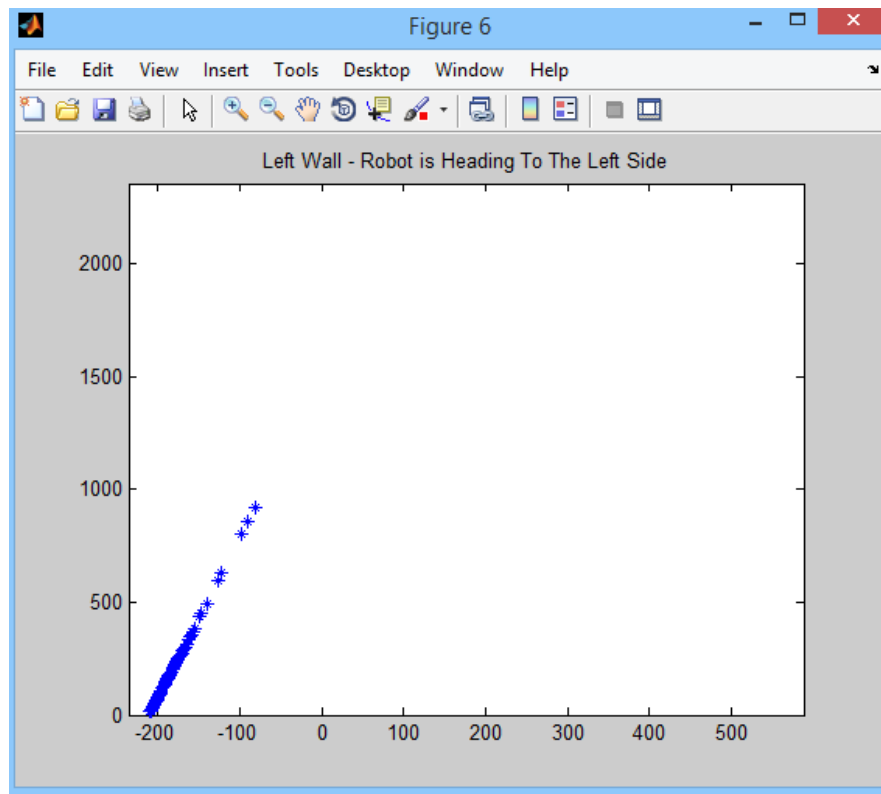 Figure 6
File Edit View Insert Tools Desktop Window Help
Left Wall - Robot is Heading To The Left Side
2000
1500
1000
500
0
-200 -100 0 100 200 300 400 500